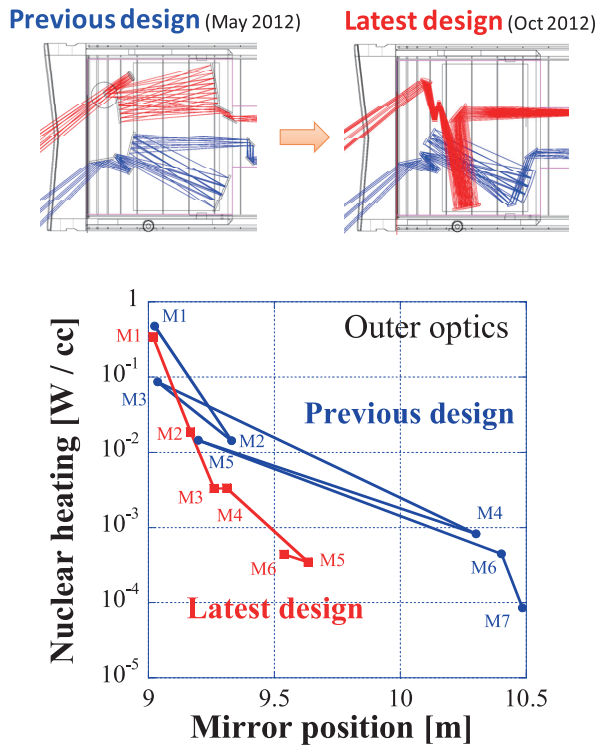 Previous design (May 2012) Latest design (Oct 2012)
Outer optics
Previous design
Latest design
M1
M2
M3
M4
M5
M6
M7
M1
M2
M3
M4
M5
M6
Nuclear heating [W / cc]
1
10-1
10-2
10-3
10-4
10-5
9 9.5 10 10.5
Mirror position [m]